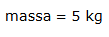 massa = 5 kg